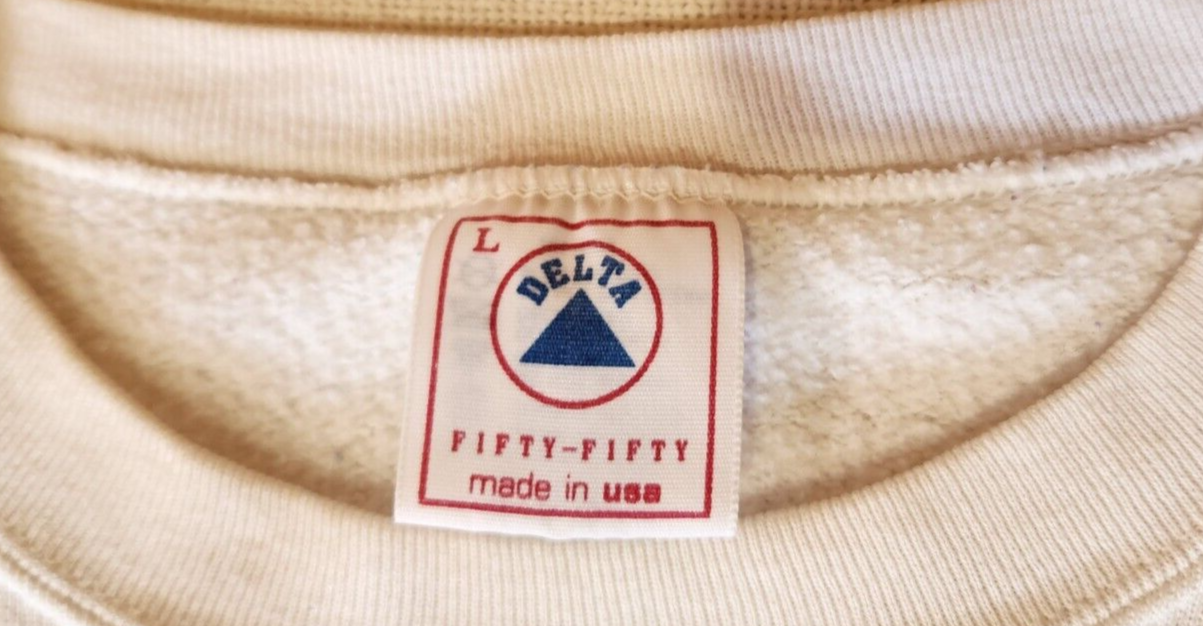 L
DELTA
FIFTY-FIFTY
made in usa